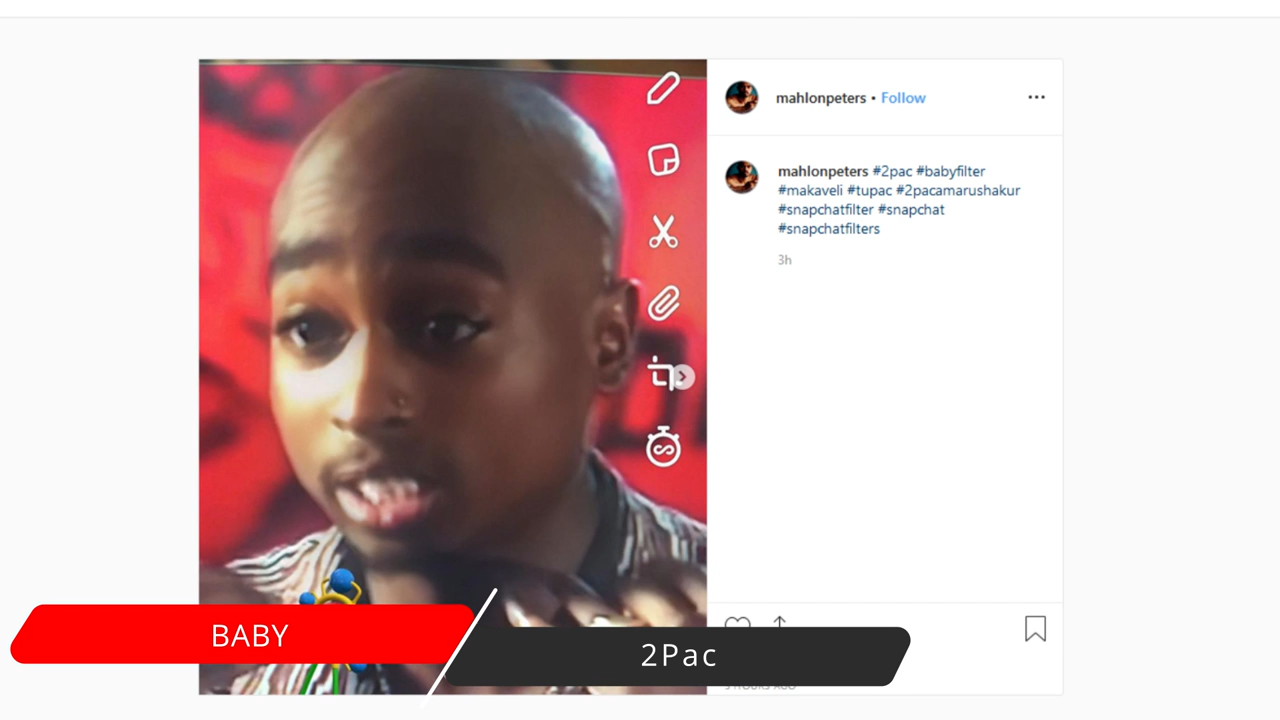 mahlonpeters • Follow
mahlonpeters #2pac #babyfilter
#makaveli #tupac #2pacamarushakur
#snapchatfilter #snapchat
#snapchatfilters
3h
BABY
2Pac